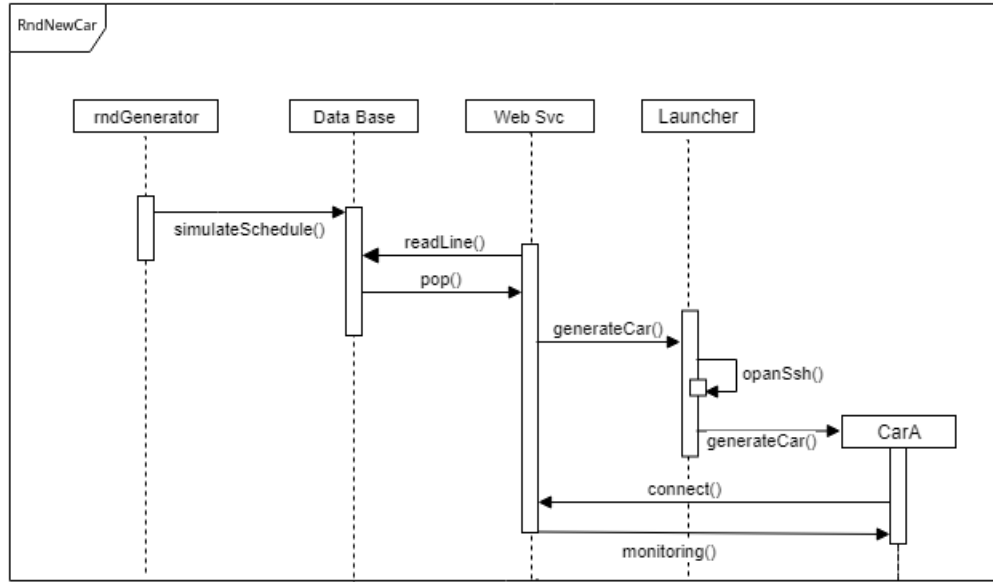 RndNewCar
rndGenerator
Data Base
Web Svc
Launcher
simulateSchedule()
readLine()
pop()
generateCar()
opanSsh()
generateCar()
CarA
connect()
monitoring()